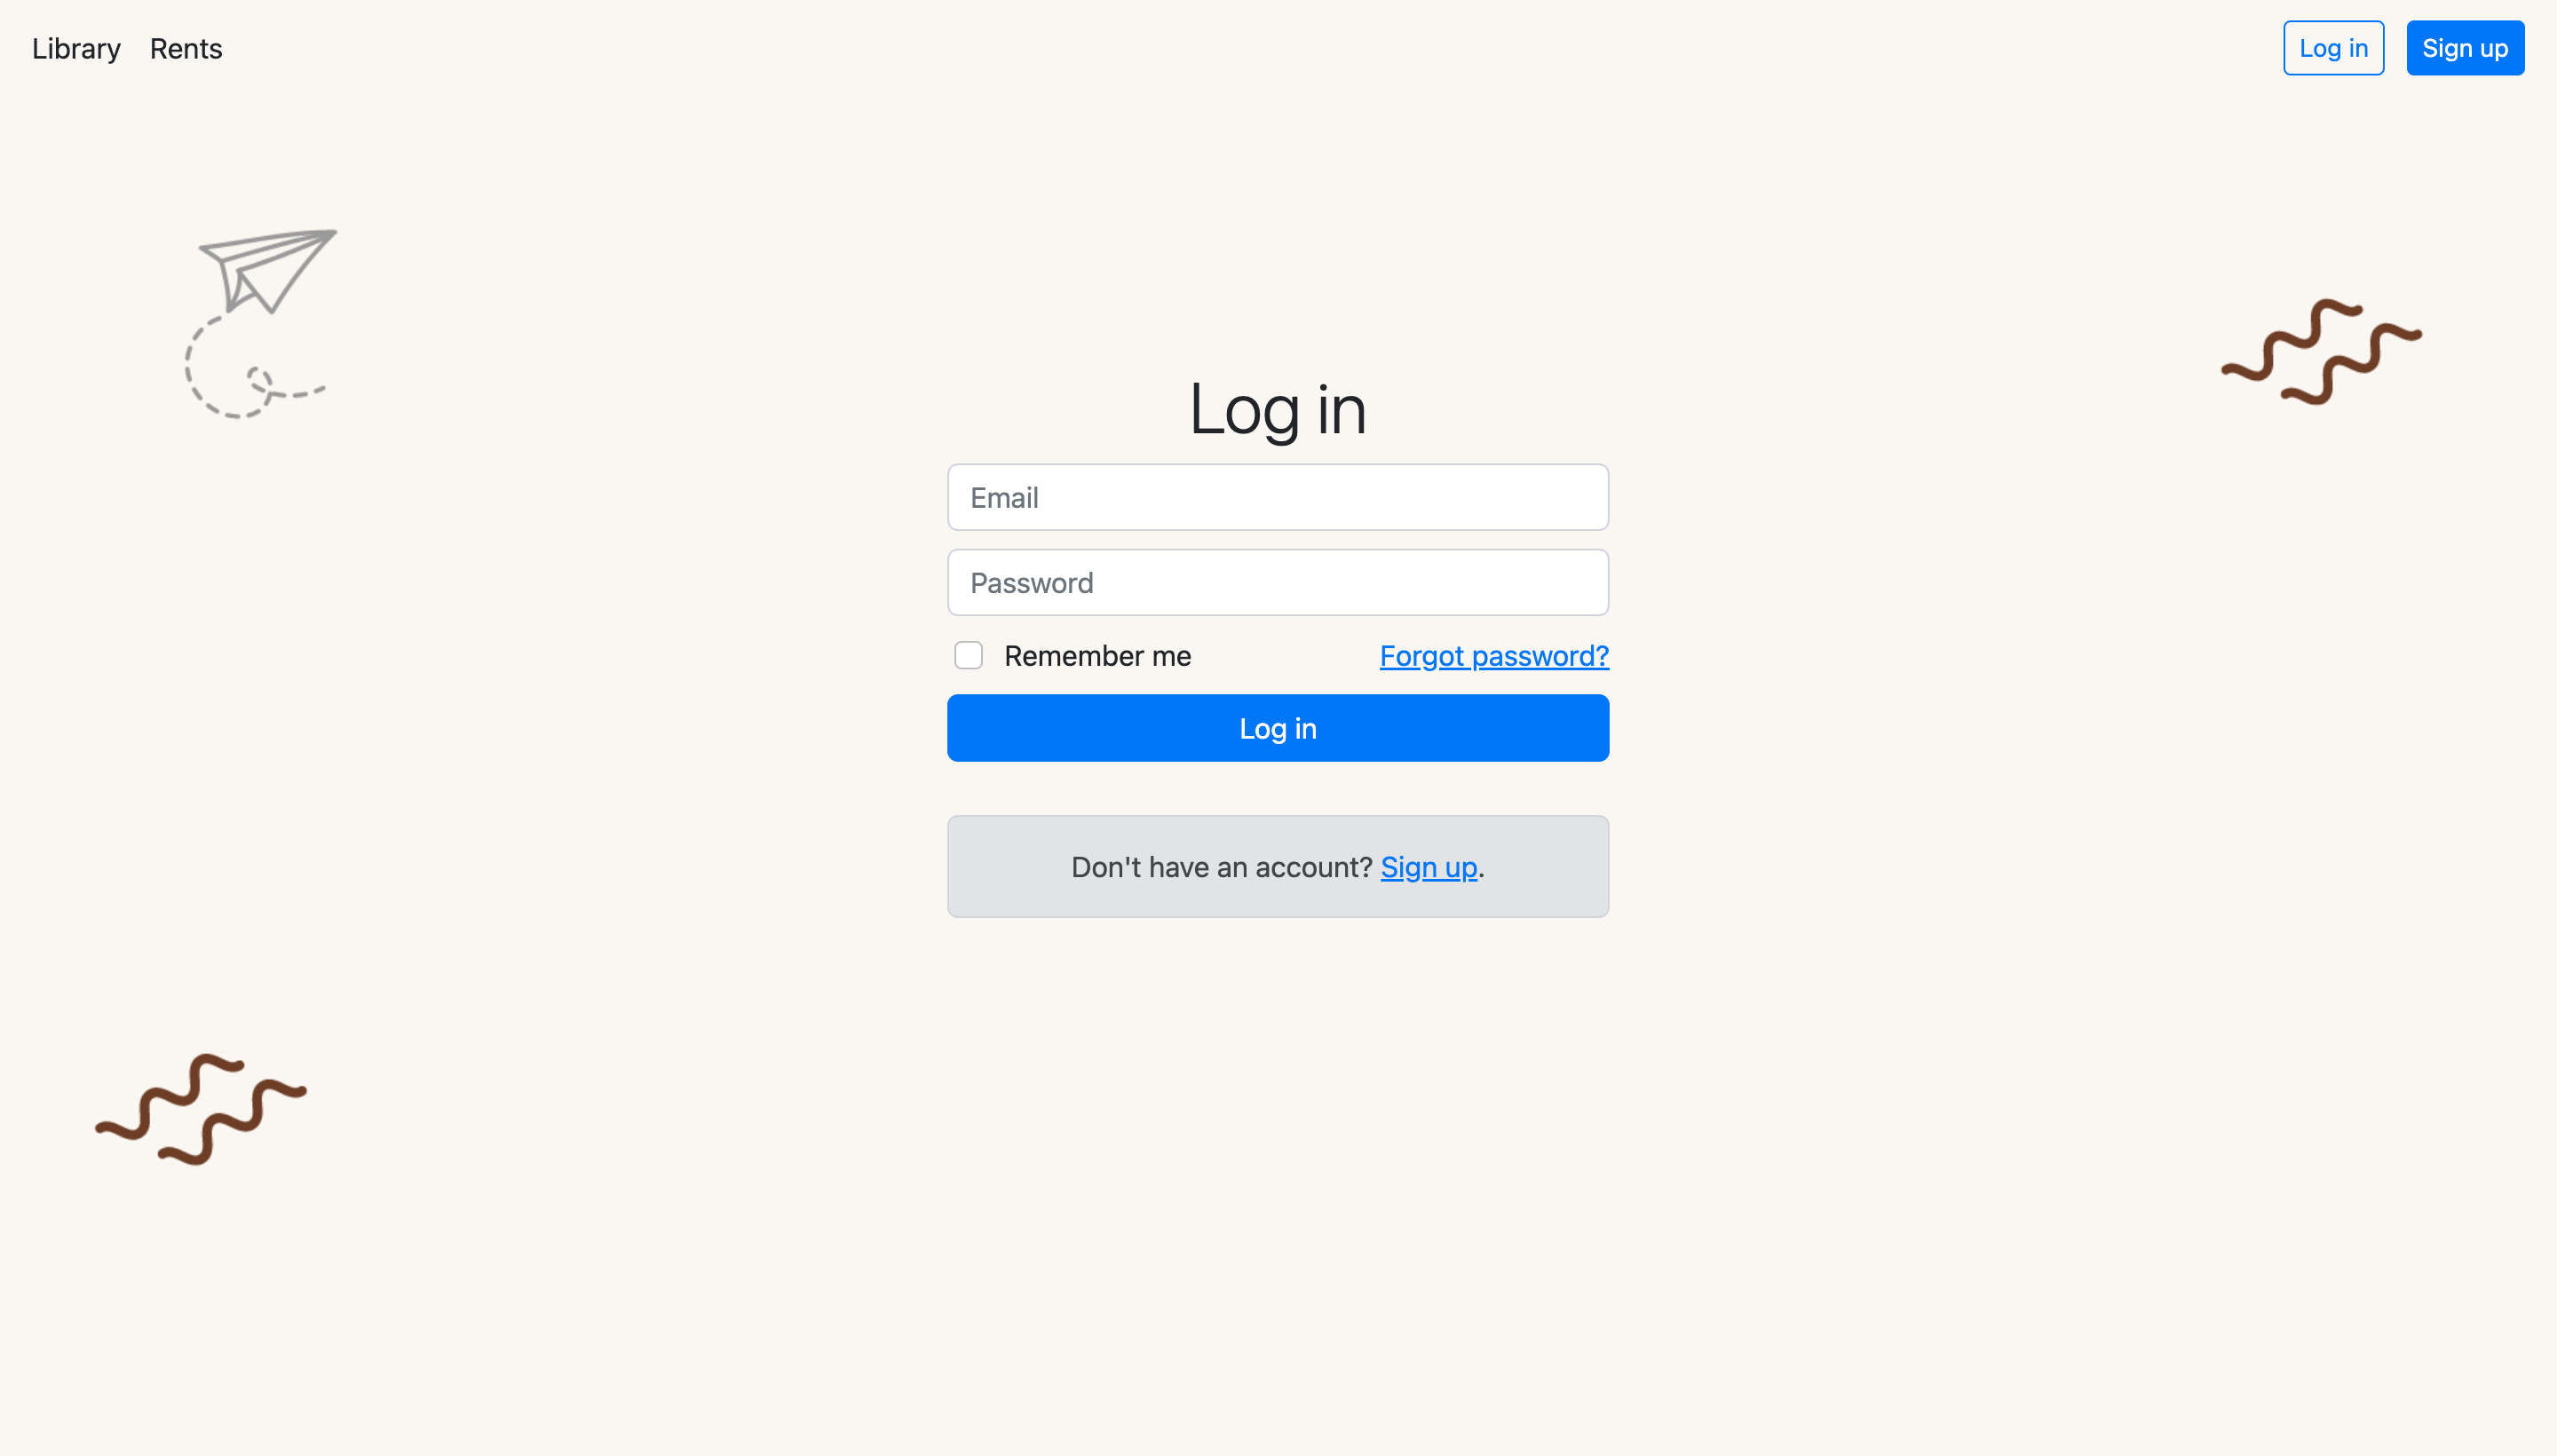 Library Rents Log in Sign up
Log in
Email
Password
Remember me Forgot password?
Log in
Don't have an account? Sign up.